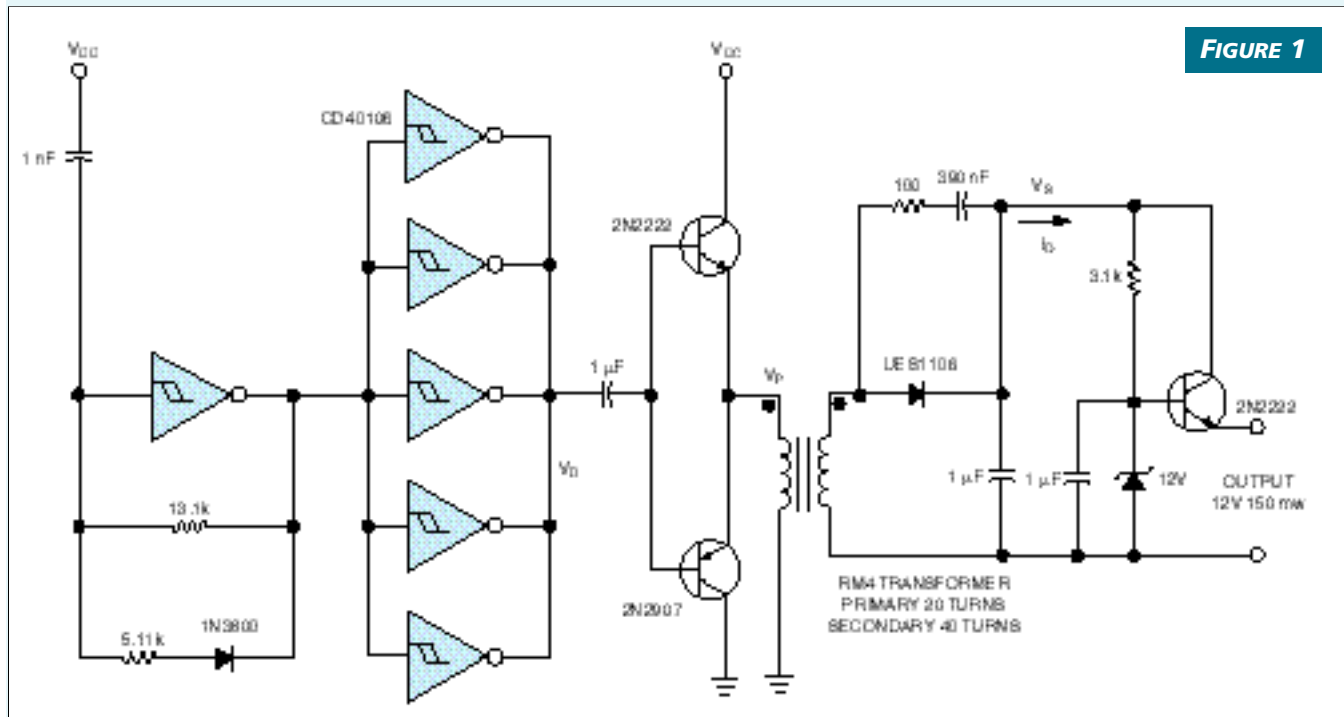 FIGURE 1
VCC
VCC
CD40106
1 nF
100
390 nF
VS
IO
2N2222
3.1k
1 µF
UES1106
VP
2N2222
VD
1 µF
1 µF
12V
OUTPUT
12V 150 mw
13.1k
2N2907
RM4 TRANSFORMER
PRIMARY 20 TURNS
SECONDARY 40 TURNS
5.11k
1N3600